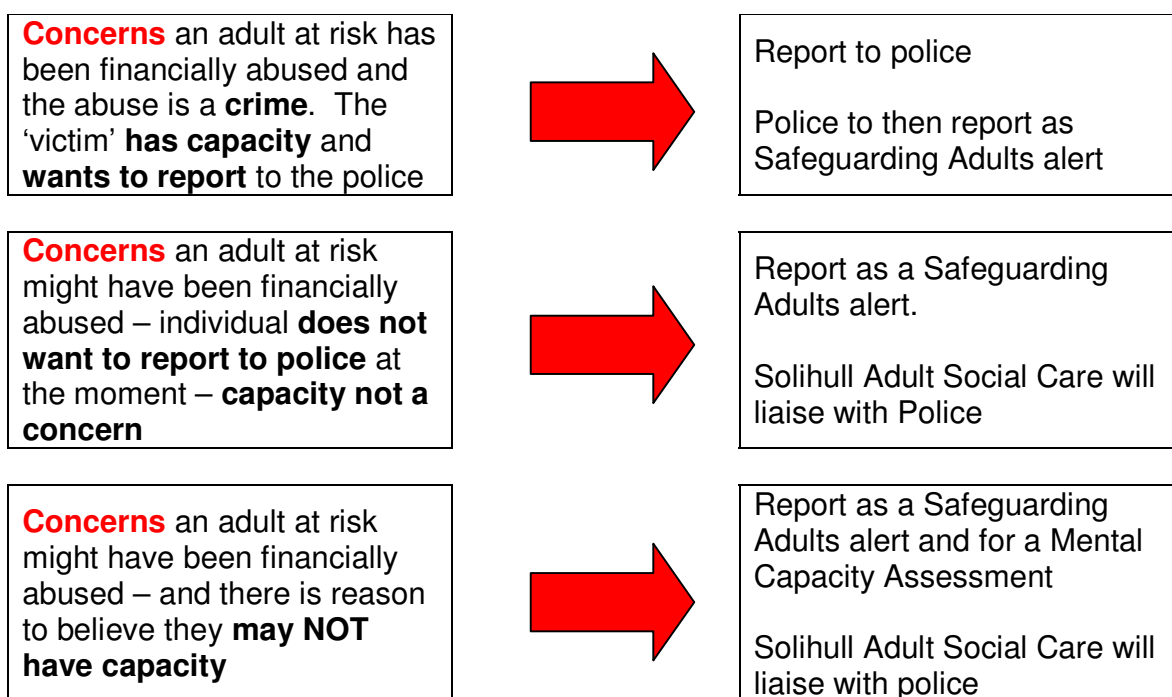 Concerns an adult at risk has
been financially abused and
the abuse is a crime.  The
‘victim’ has capacity and
wants to report to the police
Report to police
Police to then report as
Safeguarding Adults alert
Concerns an adult at risk
might have been financially
abused – individual does not
want to report to police at
the moment – capacity not a
concern
Report as a Safeguarding
Adults alert.
Solihull Adult Social Care will
liaise with Police
Concerns an adult at risk
might have been financially
abused – and there is reason
to believe they may NOT
have capacity
Report as a Safeguarding
Adults alert and for a Mental
Capacity Assessment
Solihull Adult Social Care will
liaise with police